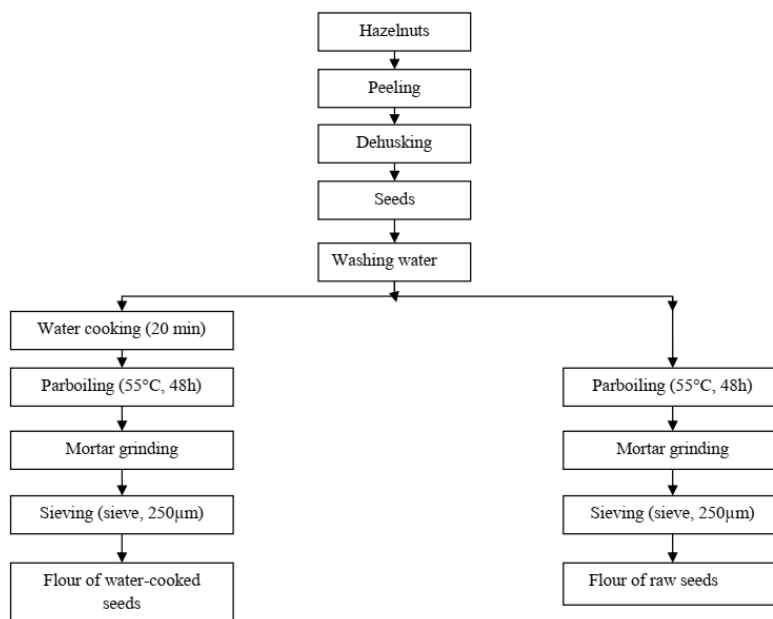 Hazelnuts
Peeling
Dehusking
Seeds
Washing water
Water cooking (20 min)
Parboiling (55°C, 48h)
Mortar grinding
Sieving (sieve, 250µm)
Flour of water-cooked
seeds
Parboiling (55°C, 48h)
Mortar grinding
Sieving (sieve, 250µm)
Flour of raw seeds